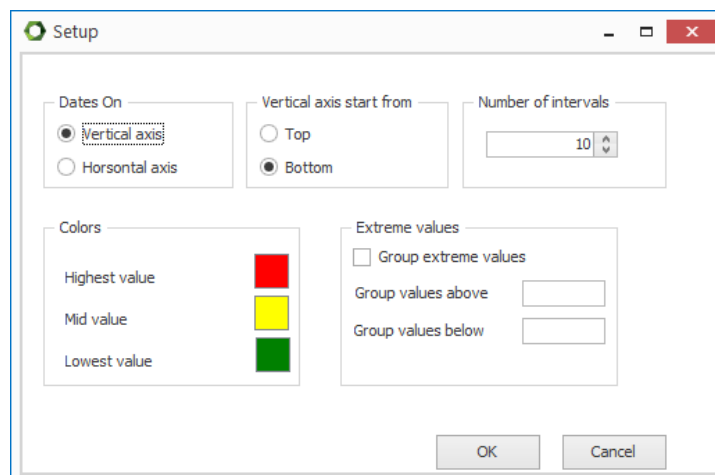 Setup
Dates On
Vertical axis
Horsontal axis
Vertical axis start from
Top
Bottom
Number of intervals
10
Colors
Highest value
Mid value
Lowest value
Extreme values
Group extreme values
Group values above
Group values below
OK
Cancel